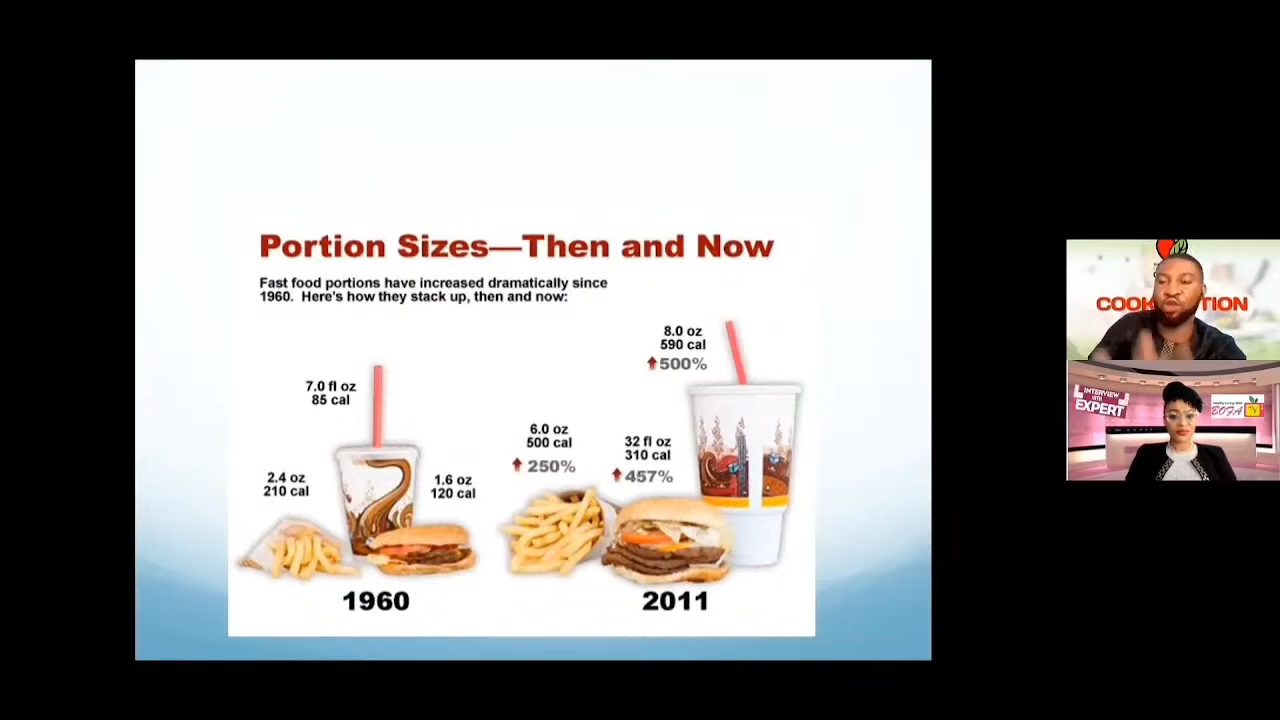 Portion Sizes—Then and Now
Fast food portions have increased dramatically since
1960. Here's how they stack up, then and now:
7.0 fl oz
85 cal
2.4 oz
210 cal
1.6 oz
120 cal
1960
8.0 oz
590 cal
500%
6.0 oz
500 cal
250%
32 fl oz
310 cal
457%
2011
COOK
TION
INTERVIEW
WITH
EXPERT
BOFA
TV